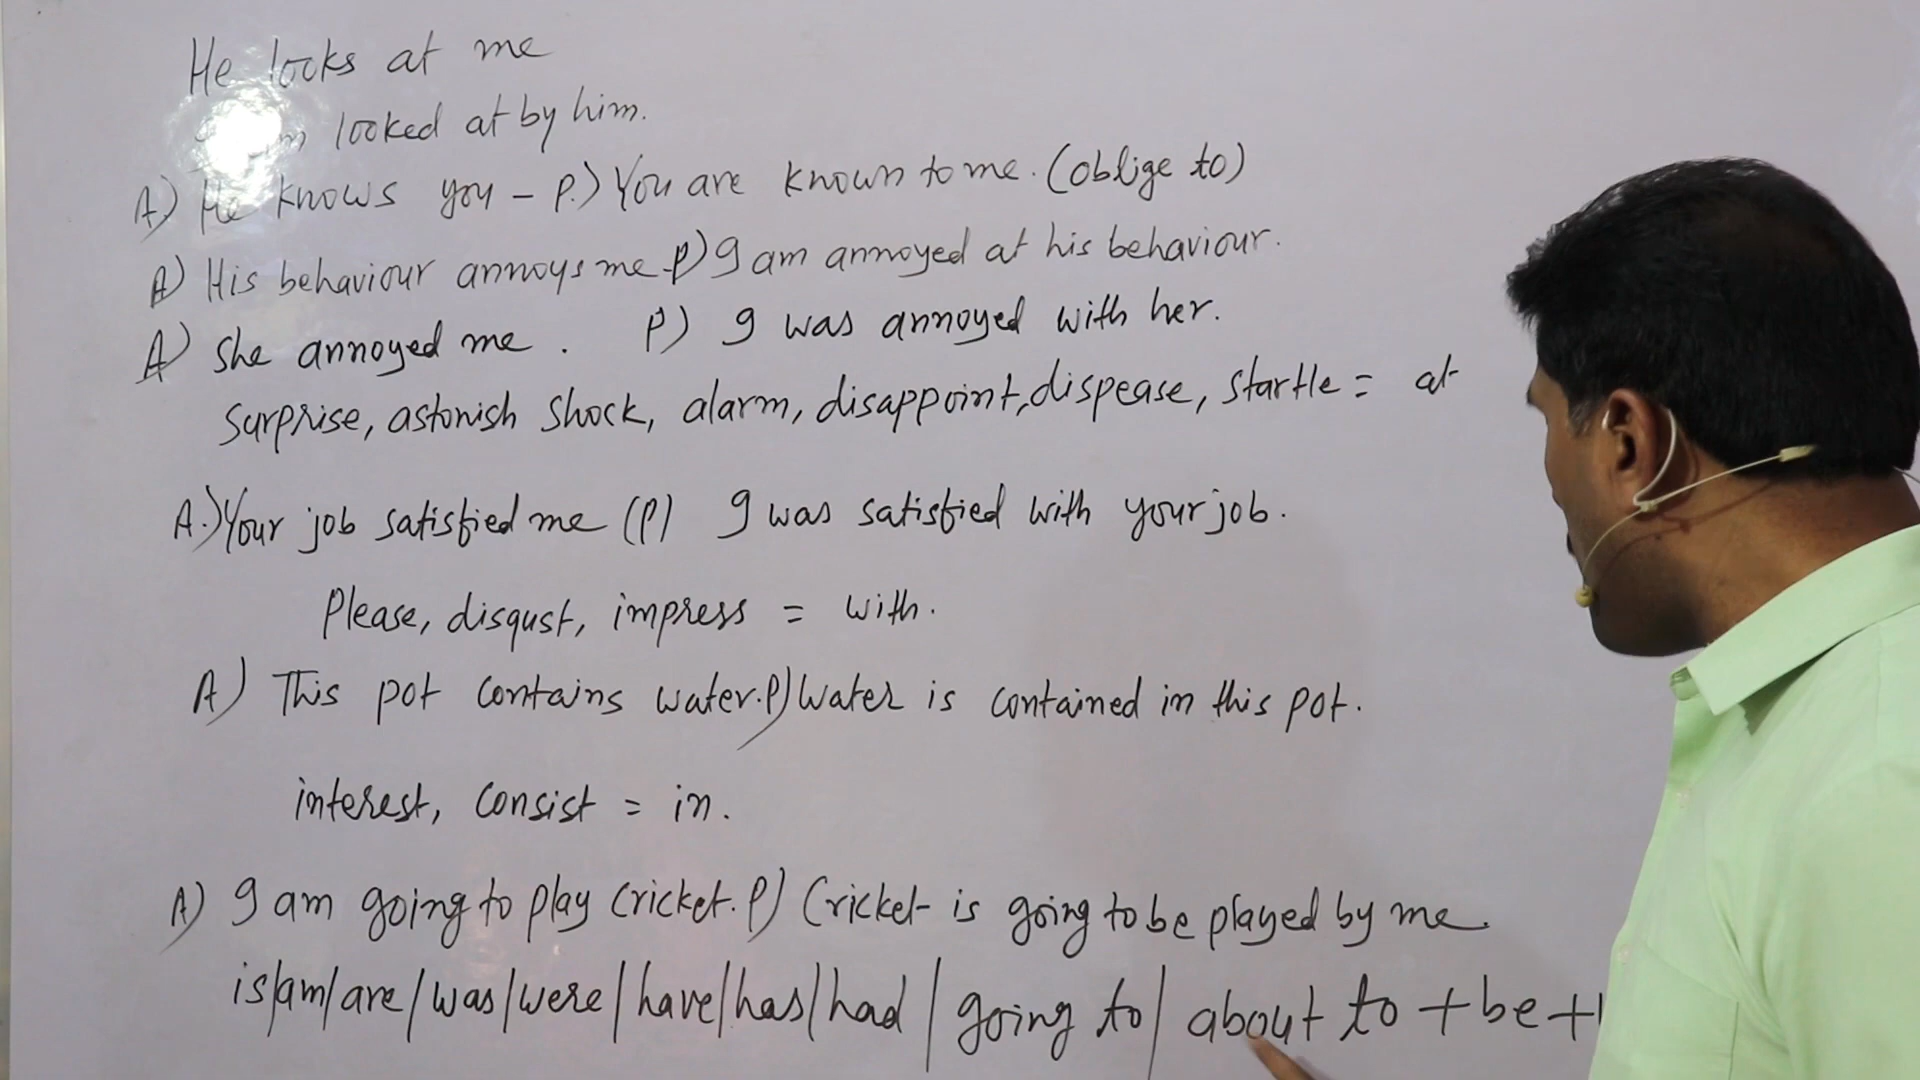 He looks at me
looked at by him.
A) He knows you - P.) You are known to me. (oblige to)
A) His behaviour annoys me. P) I am annoyed at his behaviour.
A) She annoyed me. P) I was annoyed with her.
Surprise, astonish shock, alarm, disappoint, dispease, startle = at
A.) Your job satisfied me (P) I was satisfied with your job.
Please, disgust, impress = with.
A) This pot contains water. P) Water is contained in this pot.
interest, consist = in.
A) I am going to play cricket. P) Cricket is going to be played by me.
is/am/are/was/were/have/has/had/going to/about to + be +